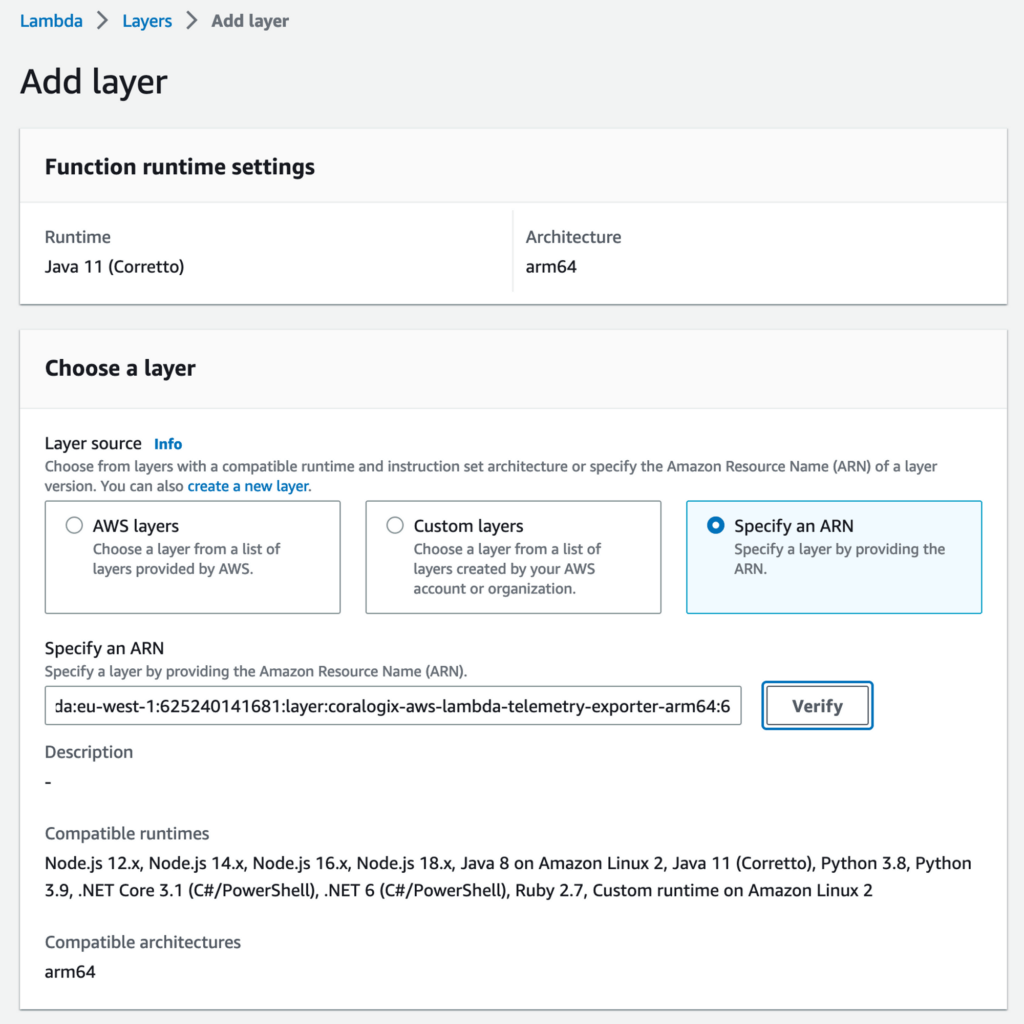 Lambda > Layers > Add layer
Add layer
Function runtime settings
Runtime
Java 11 (Corretto)
Architecture
arm64
Choose a layer
Layer source Info
Choose from layers with a compatible runtime and instruction set architecture or specify the Amazon Resource Name (ARN) of a layer
version. You can also create a new layer.
AWS layers
Choose a layer from a list of
layers provided by AWS.
Custom layers
Choose a layer from a list of
layers created by your AWS
account or organization.
Specify an ARN
Specify a layer by providing the
ARN.
Specify an ARN
Specify a layer by providing the Amazon Resource Name (ARN).
da:eu-west-1:625240141681:layer:coralogix-aws-lambda-telemetry-exporter-arm64:6
Verify
Description
-
Compatible runtimes
Node.js 12.x, Node.js 14.x, Node.js 16.x, Node.js 18.x, Java 8 on Amazon Linux 2, Java 11 (Corretto), Python 3.8, Python
3.9, .NET Core 3.1 (C#/PowerShell), .NET 6 (C#/PowerShell), Ruby 2.7, Custom runtime on Amazon Linux 2
Compatible architectures
arm64